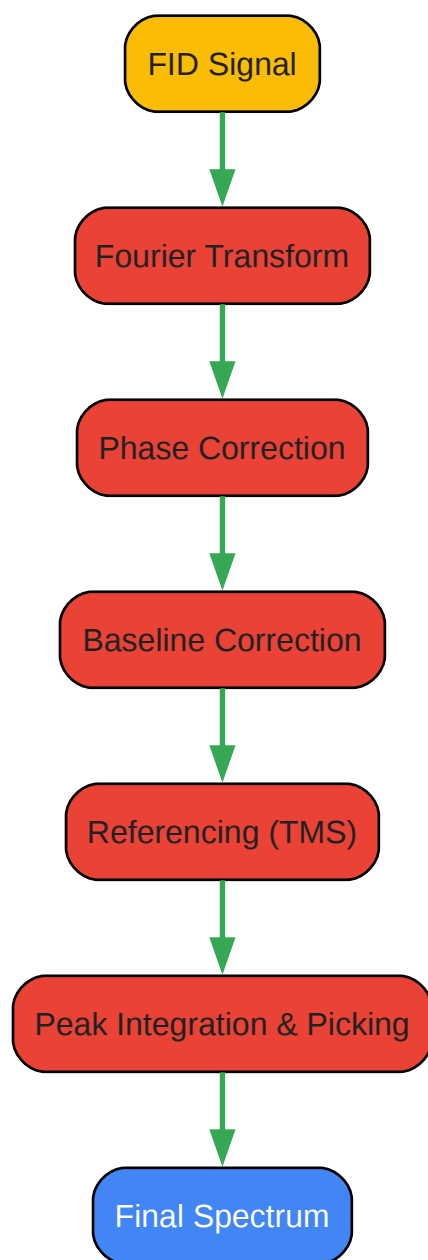 FID Signal
Fourier Transform
Phase Correction
Baseline Correction
Referencing (TMS)
Peak Integration & Picking
Final Spectrum